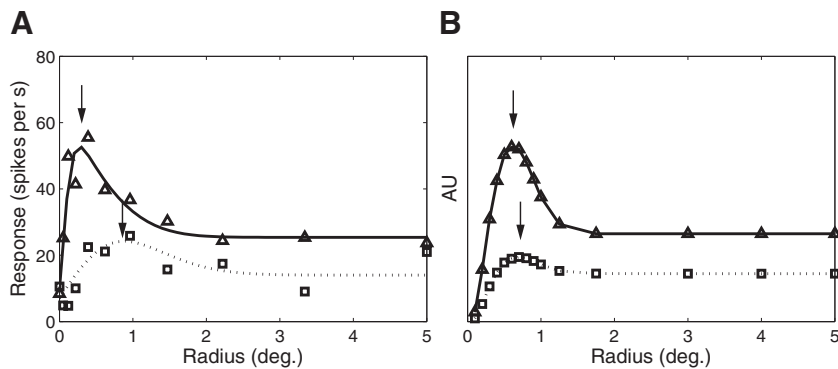 A
B
80
60
40
20
0
Response (spikes per s)
0 1 2 3 4 5
Radius (deg.)
AU
0 1 2 3 4 5
Radius (deg.)